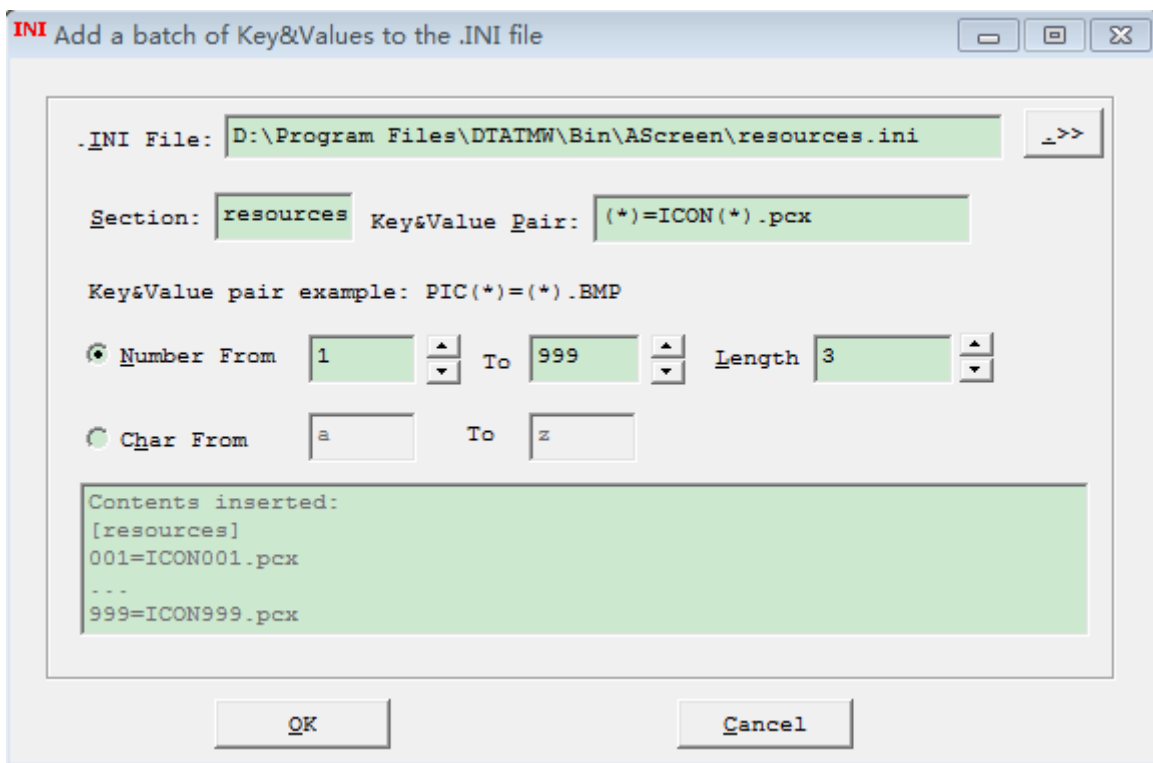 INI Add a batch of Key&Values to the .INI file
.INI File: D:\Program Files\DTATMW\Bin\AScreen\resources.ini .>>
Section: resources Key&Value Pair: (*)=ICON(*).pcx
Key&Value pair example: PIC(*)=(*).BMP
Number From 1 To 999 Length 3
Char From a To z
Contents inserted:
[resources]
001=ICON001.pcx
...
999=ICON999.pcx
OK Cancel